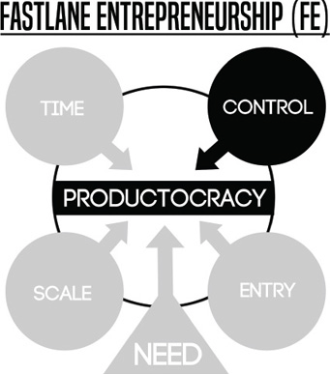 FASTLANE ENTREPRENEURSHIP (FE)
TIME
CONTROL
PRODUCTOCRACY
SCALE
ENTRY
NEED